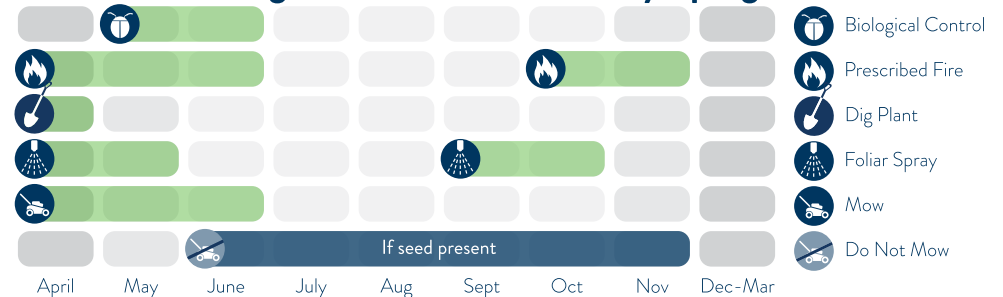 Biological Control
Prescribed Fire
Dig Plant
Foliar Spray
Mow
If seed present
Do Not Mow
April May June July Aug Sept Oct Nov Dec-Mar